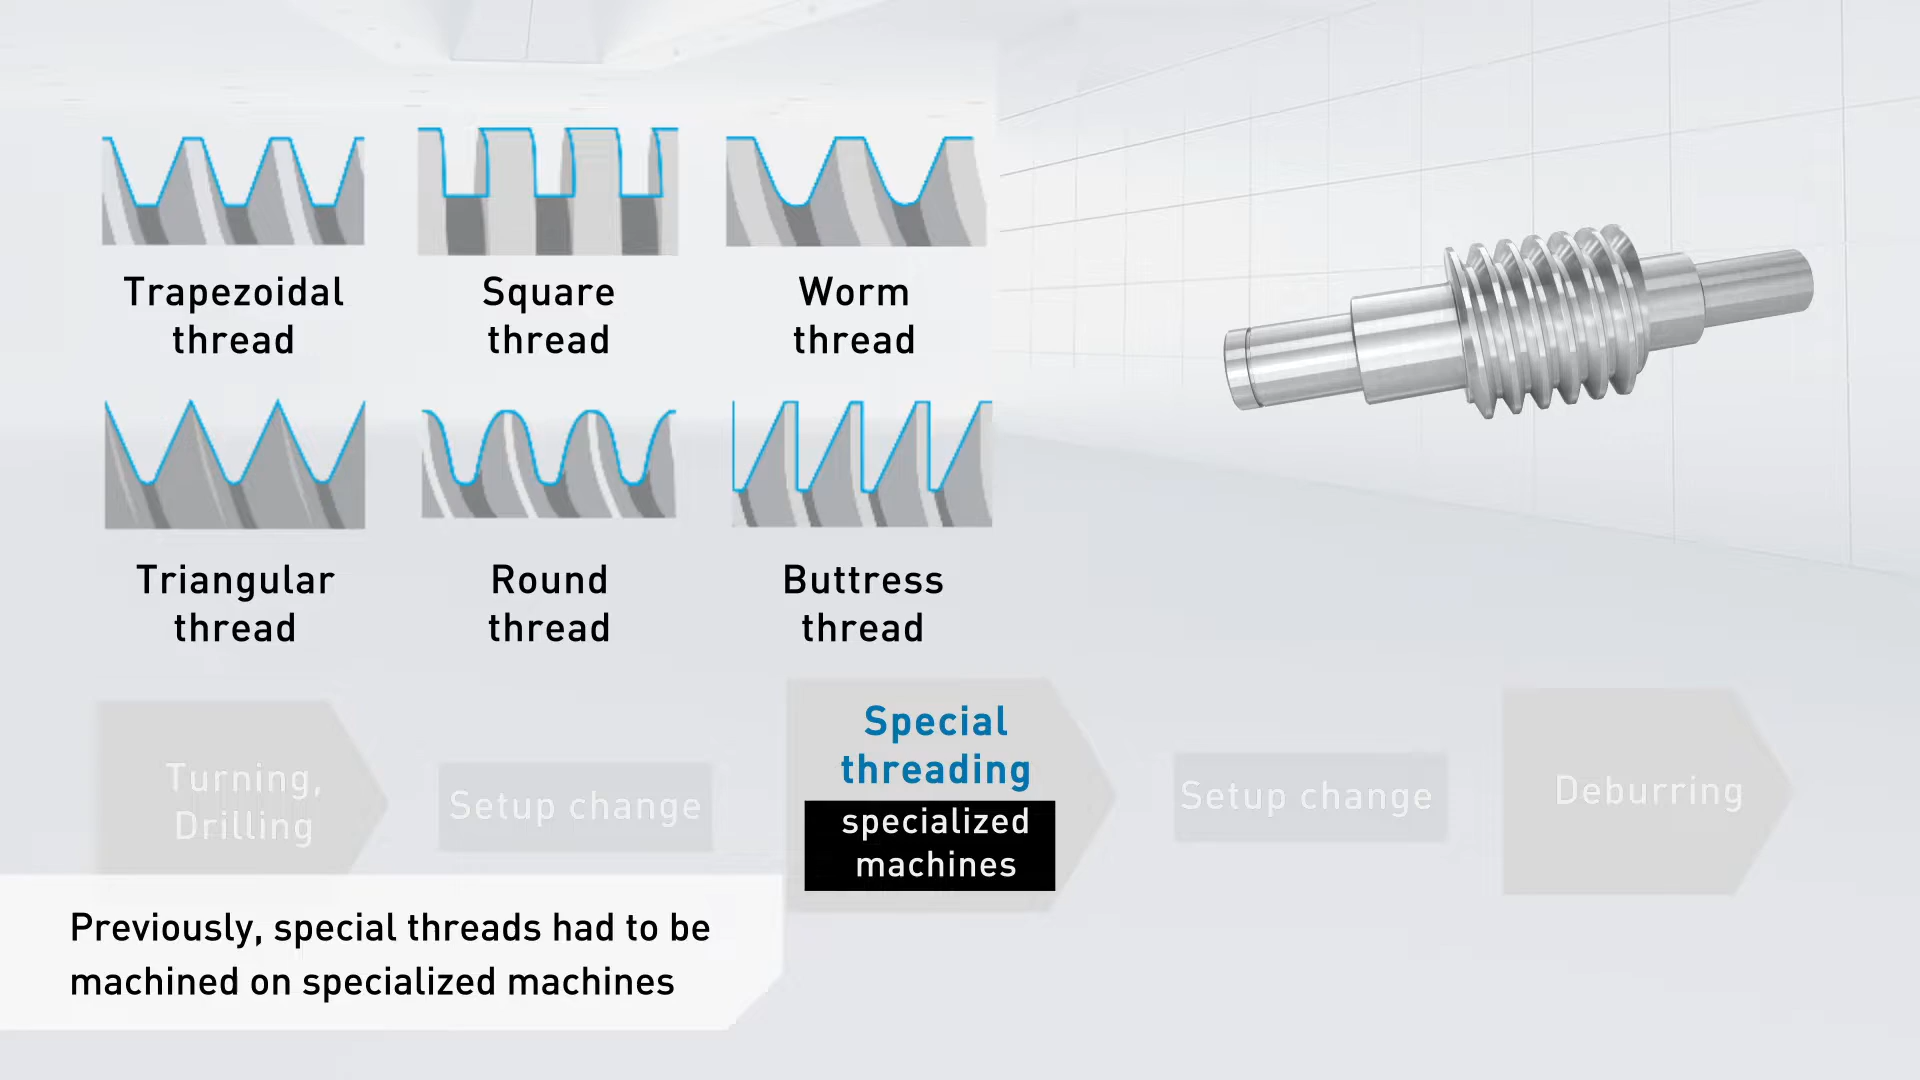 Trapezoidal
thread
Square
thread
Worm
thread
Triangular
thread
Round
thread
Buttress
thread
Turning,
Drilling
Setup change
Special
threading
specialized
machines
Setup change
Deburring
Previously, special threads had to be
machined on specialized machines